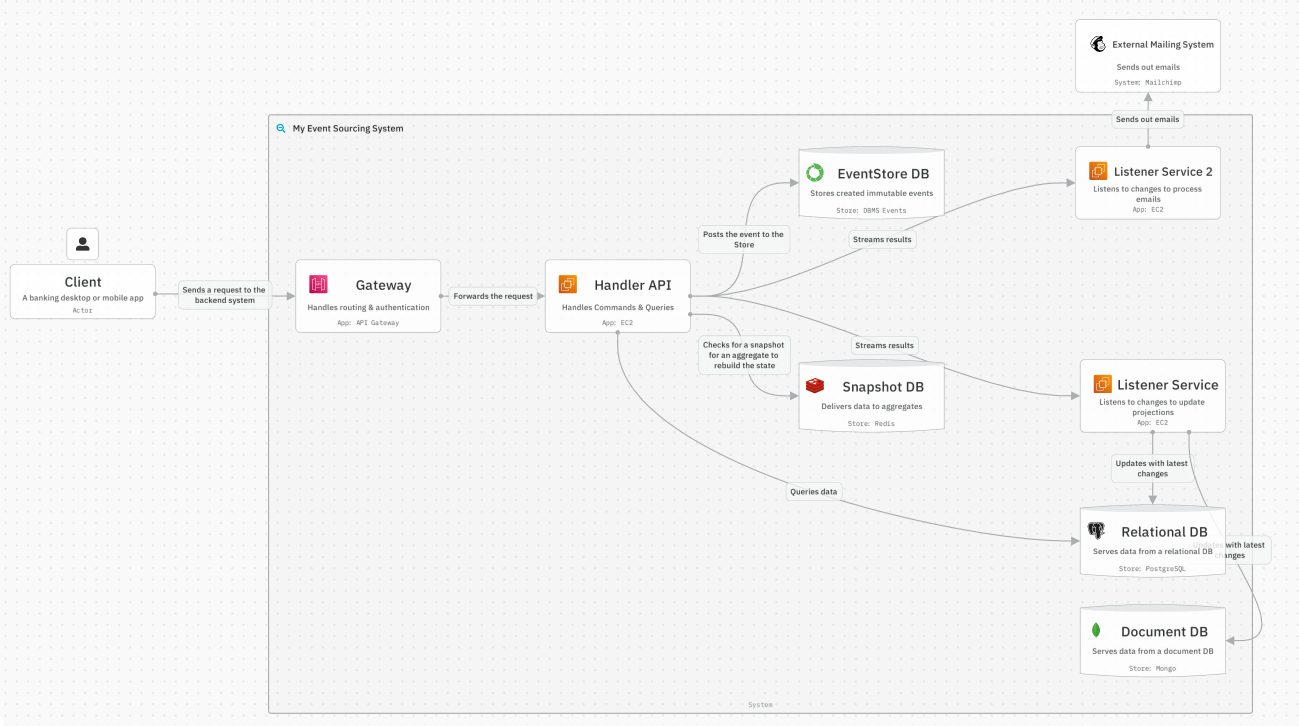 External Mailing System
Sends out emails
System: Mailchimp
Sends out emails
My Event Sourcing System
EventStore DB
Stores created immutable events
Store: DBMS Events
Listener Service 2
Listens to changes to process
emails
App: EC2
Posts the event to the
Store
Streams results
Client
A banking desktop or mobile app
Actor
Sends a request to the
backend system
Gateway
Handles routing & authentication
App: API Gateway
Forwards the request
Handler API
Handles Commands & Queries
App: EC2
Checks for a snapshot
for an aggregate to
rebuild the state
Streams results
Snapshot DB
Delivers data to aggregates
Store: Redis
Listener Service
Listens to changes to update
projections
App: EC2
Updates with latest
changes
Queries data
Relational DB
Serves data from a relational DB
Store: PostgreSQL
Updates with latest
changes
Document DB
Serves data from a document DB
Store: Mongo
System